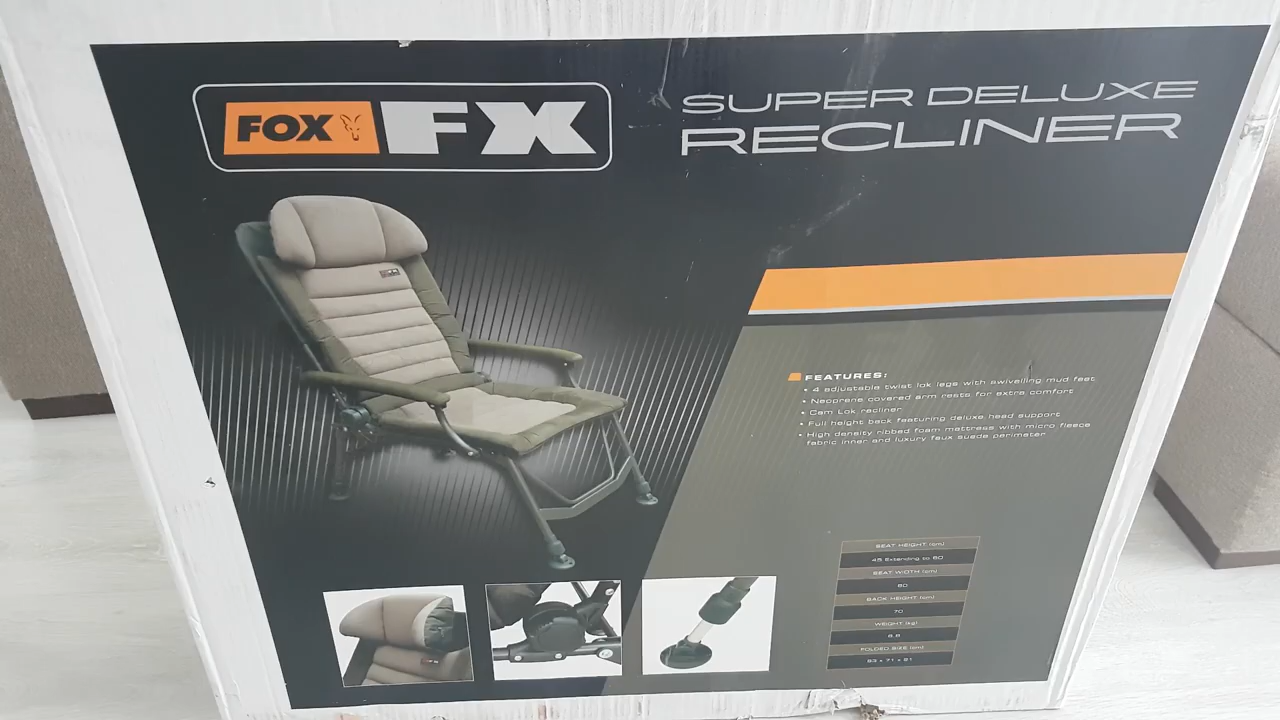 FOX FX
SUPER DELUXE
RECLINER
FEATURES:
• 4 adjustable twist lok legs with swivelling mud feet
• Neoprene covered arm rests for extra comfort
• Cam Lok recliner
• Full height back featuring deluxe head support
• High density ribbed foam mattress with micro fleece
fabric inner and luxury faux suede perimeter
SEAT HEIGHT (cm)
45 Extending to 60
SEAT WIDTH (cm)
60
BACK HEIGHT (cm)
70
WEIGHT (kg)
FOLDED SIZE (cm)